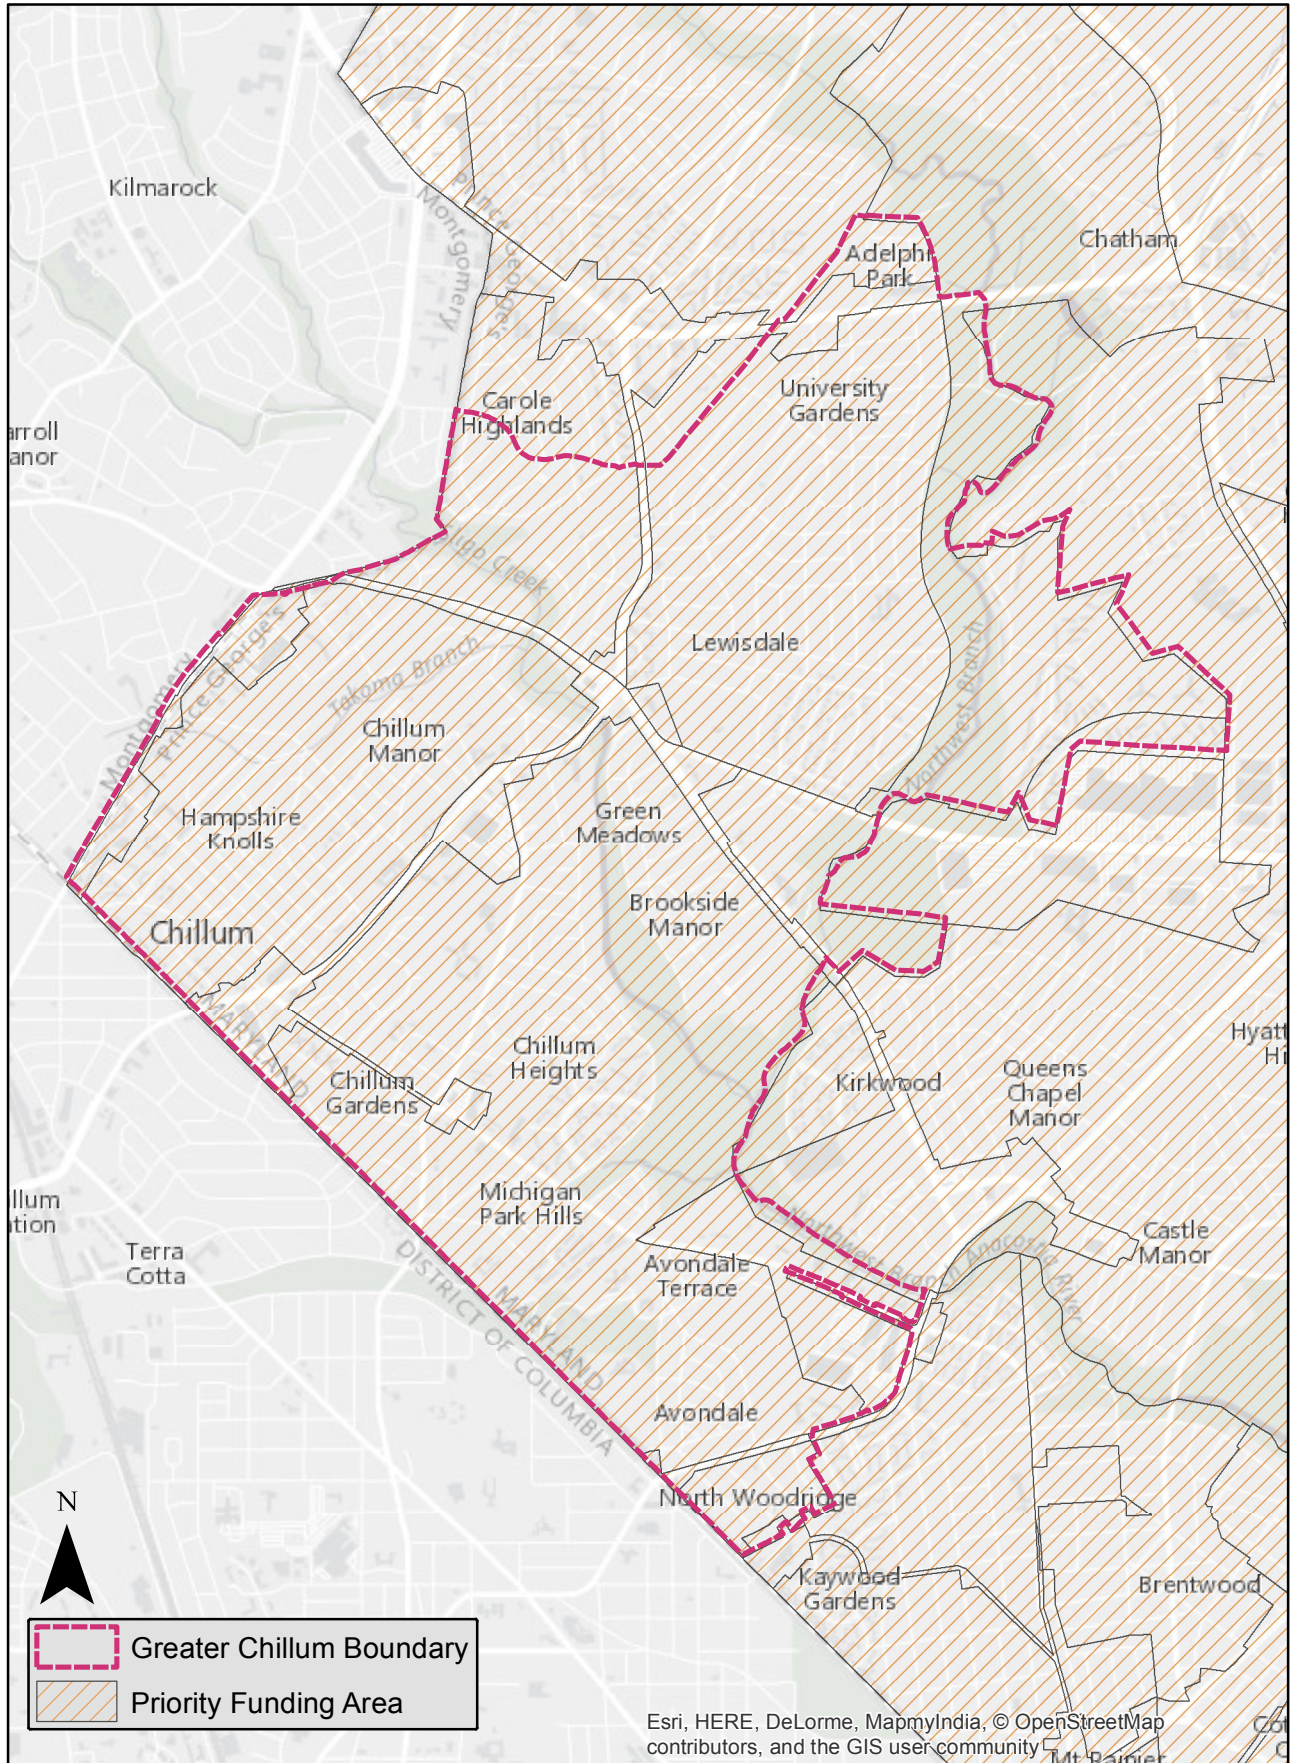 Kilmarock
Prince George's
Montgomery
Chatham
Adelphi
Park
University
Gardens
Carole
Highlands
arroll
anor
Sligo Creek
Lewisdale
Takoma Branch
Northwest Branch
Montgomery
Prince George's
Chillum
Manor
Green
Meadows
Hampshire
Knolls
Brookside
Manor
Chillum
MARYLAND
Hyatt
Hi
Chillum
Heights
Chillum
Gardens
Kirkwood
Queens
Chapel
Manor
Michigan
Park Hills
llum
ation
Terra
Cotta
Northwest Branch Anacostia River
Castle
Manor
Avondale
Terrace
MARYLAND
DISTRICT OF COLUMBIA
Avondale
North Woodridge
N
Kaywood
Gardens
Brentwood
Greater Chillum Boundary
Priority Funding Area
Esri, HERE, DeLorme, MapmyIndia, © OpenStreetMap
contributors, and the GIS user community
Mt Rainier